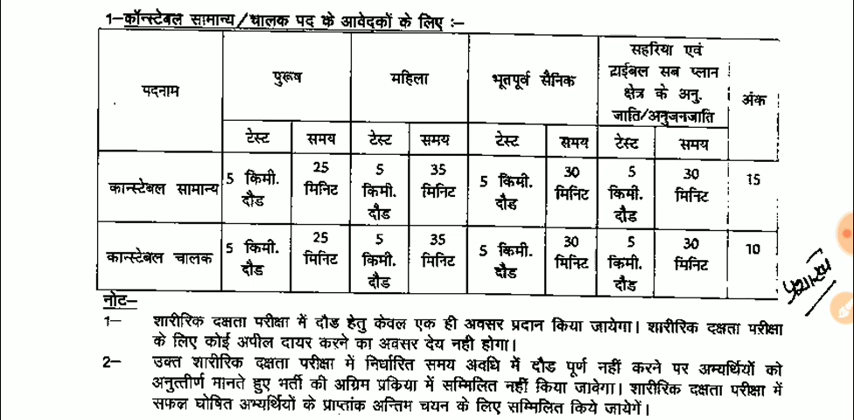 1-कॉन्स्टेबल सामान्य/चालक पद के आवेदकों के लिए :-
पदनाम पुरूष महिला भूतपूर्व सैनिक सहरिया एवं ट्राईबल सब प्लान क्षेत्र के अनु. जाति/अनुजनजाति अंक
टेस्ट समय टेस्ट समय टेस्ट समय टेस्ट समय
कान्स्टेबल सामान्य 5 किमी. दौड 25 मिनिट 5 किमी. दौड 35 मिनिट 5 किमी. दौड 30 मिनिट 5 किमी. दौड 30 मिनिट 15
कान्स्टेबल चालक 5 किमी. दौड 25 मिनिट 5 किमी. दौड 35 मिनिट 5 किमी. दौड 30 मिनिट 5 किमी. दौड 30 मिनिट 10
नोट–
1– शारीरिक दक्षता परीक्षा में दौड हेतु केवल एक ही अवसर प्रदान किया जायेगा। शारीरिक दक्षता परीक्षा
के लिए कोई अपील दायर करने का अवसर देय नही होगा।
2– उक्त शारीरिक दक्षता परीक्षा में निर्धारित समय अवधि में दौड पूर्ण नहीं करने पर अभ्यर्थियों को
अनुत्तीर्ण मानते हुए भर्ती की अग्रिम प्रक्रिया में सम्मिलित नहीं किया जावेगा। शारीरिक दक्षता परीक्षा में
सफल घोषित अभ्यर्थियों के प्राप्तांक अन्तिम चयन के लिए सम्मिलित किये जायेगें।